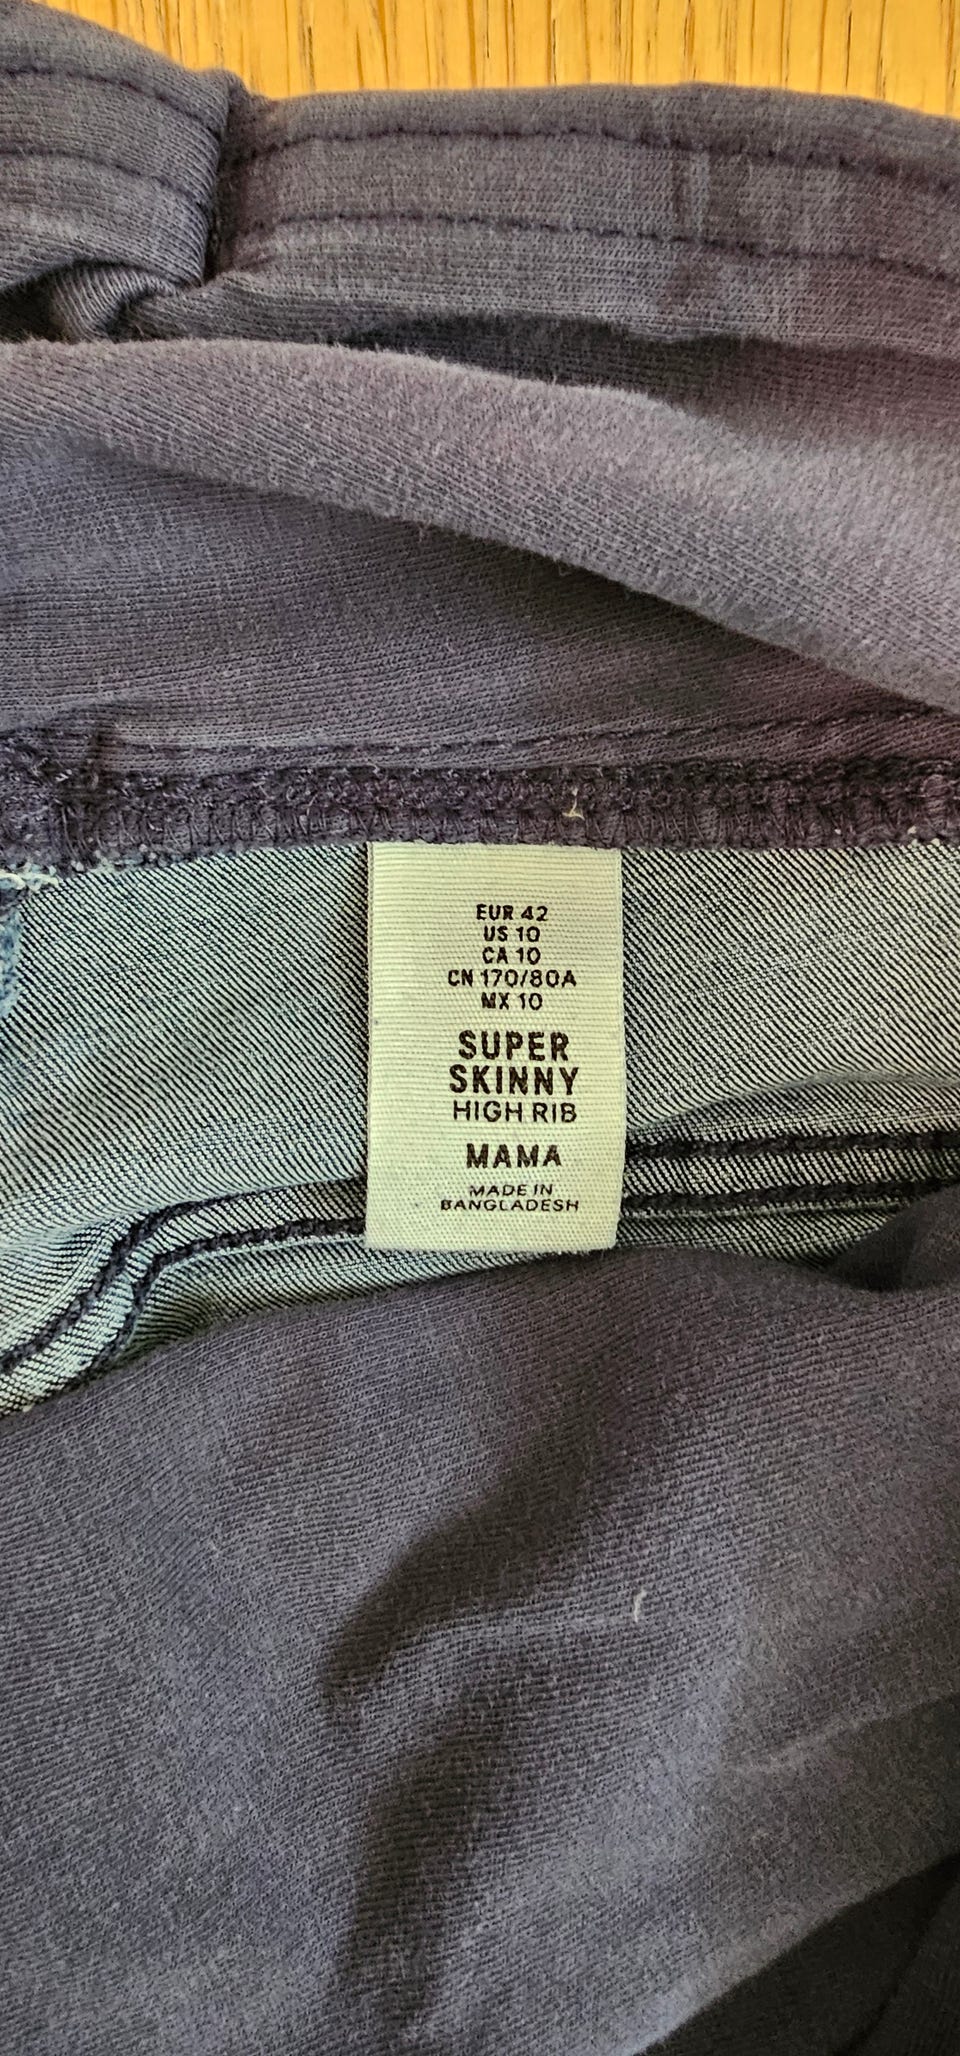 EUR 42
US 10
CA 10
CN 170/80A
MX 10
SUPER
SKINNY
HIGH RIB
MAMA
MADE IN
BANGLADESH